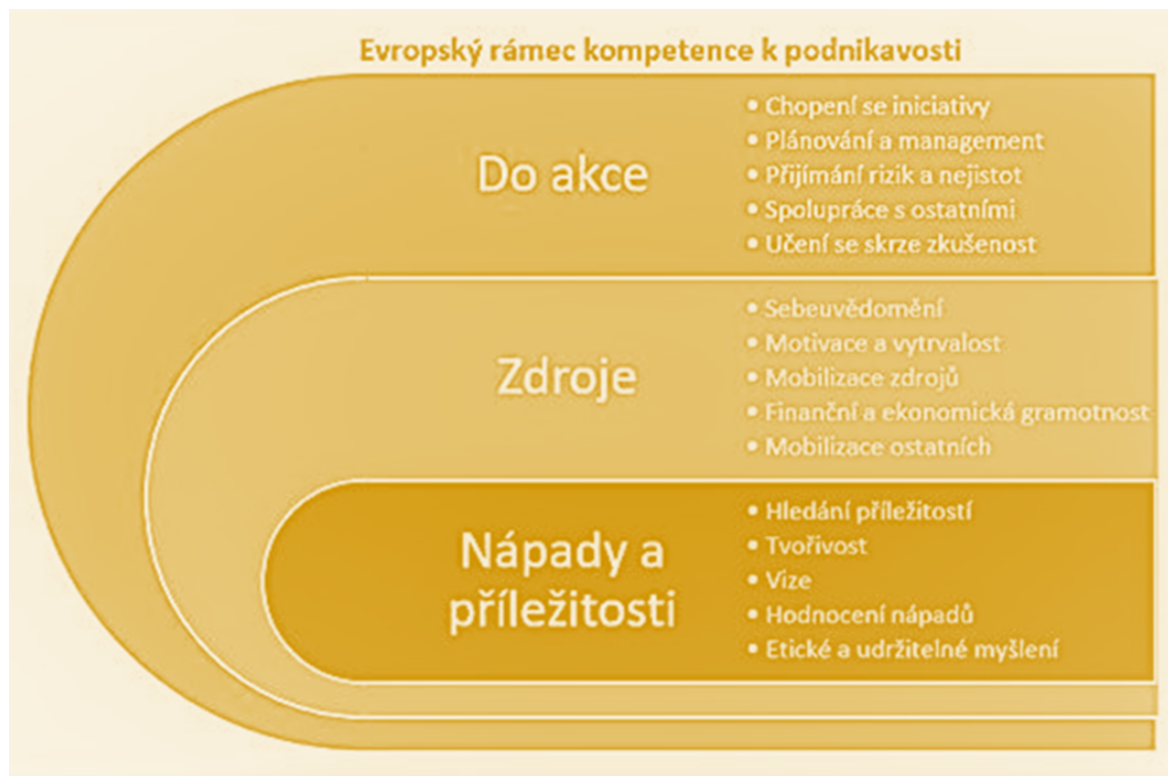 Evropský rámec kompetence k podnikavosti
Do akce
• Chopení se iniciativy
• Plánování a management
• Přijímání rizik a nejistot
• Spolupráce s ostatními
• Učení se skrze zkušenost
Zdroje
• Sebeuvědomění
• Motivace a vytrvalost
• Mobilizace zdrojů
• Finanční a ekonomická gramotnost
• Mobilizace ostatních
Nápady a
příležitosti
• Hledání příležitostí
• Tvořivost
• Vize
• Hodnocení nápadů
• Etické a udržitelné myšlení